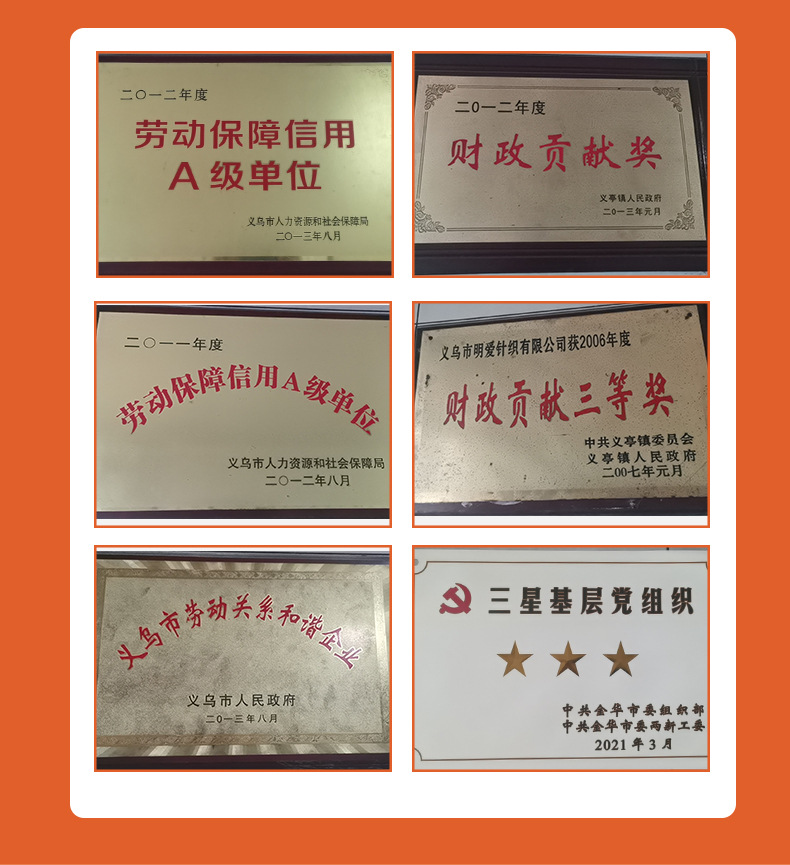 二〇一二年度
劳动保障信用
A级单位
义乌市人力资源和社会保障局
二〇一三年八月
二0一二年度
财政贡献奖
义亭镇人民政府
二0一三年元月
二〇一一年度
劳动保障信用A级单位
义乌市人力资源和社会保障局
二〇一二年八月
义乌市明爱针织有限公司获2006年度
财政贡献三等奖
中共义亭镇委员会
义亭镇人民政府
二00七年元月
义乌市劳动关系和谐企业
义乌市人民政府
二0一三年八月
三星基层党组织
中共金华市委组织部
中共金华市委两新工委
2021年3月